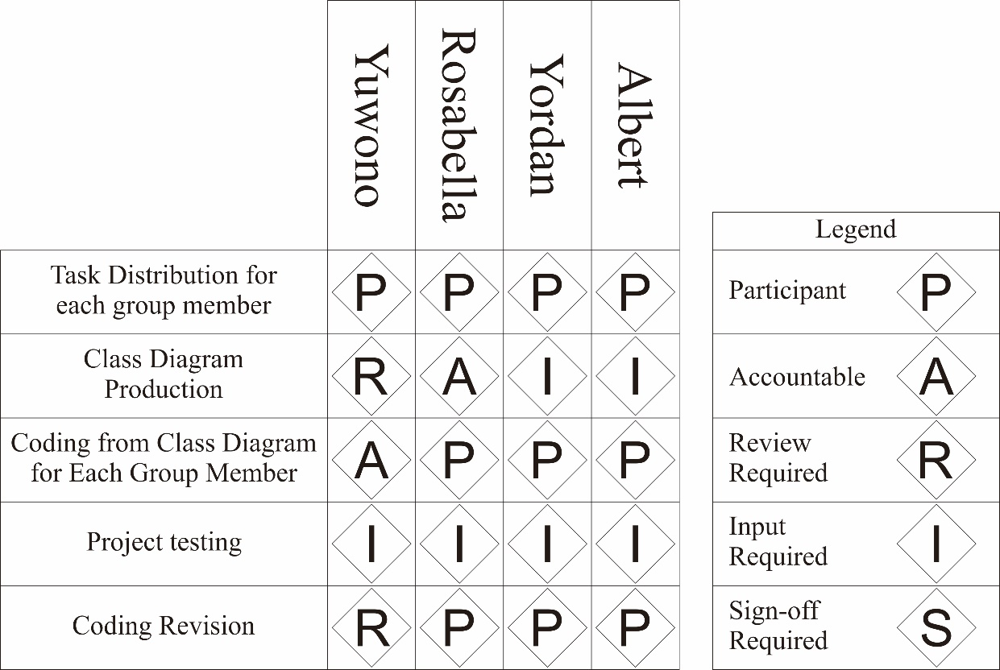 Yuwono
Rosabella
Yordan
Albert
Legend
Task Distribution for
each group member
P
P
P
P
Participant
P
Class Diagram
Production
R
A
I
I
Accountable
A
Coding from Class Diagram
for Each Group Member
A
P
P
P
Review
Required
R
Project testing
I
I
I
I
Input
Required
I
Coding Revision
R
P
P
P
Sign-off
Required
S